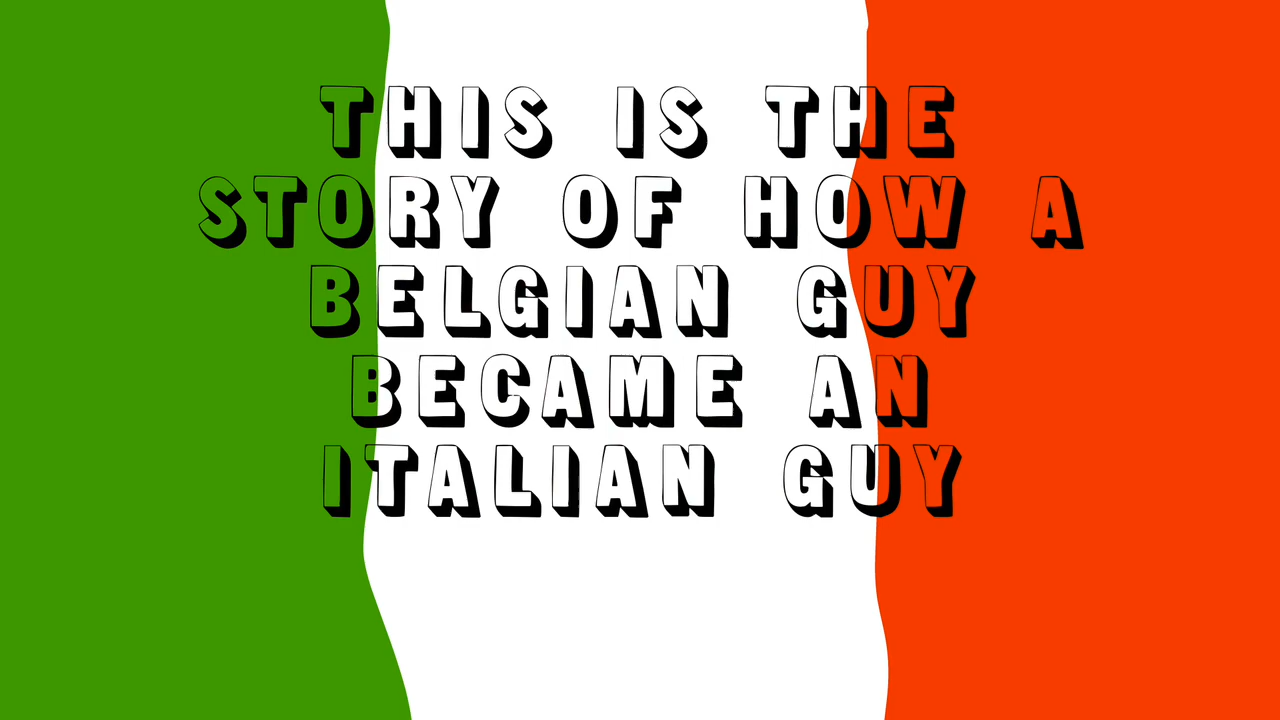 THIS IS THE
STORY OF HOW A
BELGIAN GUY
BECAME AN
ITALIAN GUY